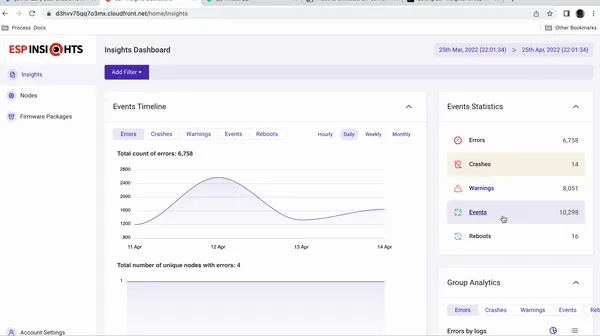 d3hrv75qq7o3mx.cloudfront.net/home/insights
Process Docs
Other Bookmarks
ESP INSIGHTS
Insights Dashboard
25th Mar, 2022 (22:01:34) > 25th Apr, 2022 (22:01:34)
Insights
Nodes
Firmware Packages
Account Settings
Add Filter
Events Timeline
Errors Crashes Warnings Events Reboots
Hourly Daily Weekly Monthly
Total count of errors: 6,758
2800
2400
2000
1600
1200
800
11 Apr 12 Apr 13 Apr 14 Apr
Total number of unique nodes with errors: 4
1
Events Statistics
Errors 6,758
Crashes 14
Warnings 8,051
Events 10,298
Reboots 16
Group Analytics
Errors Crashes Warnings Events Reb
Errors by logs